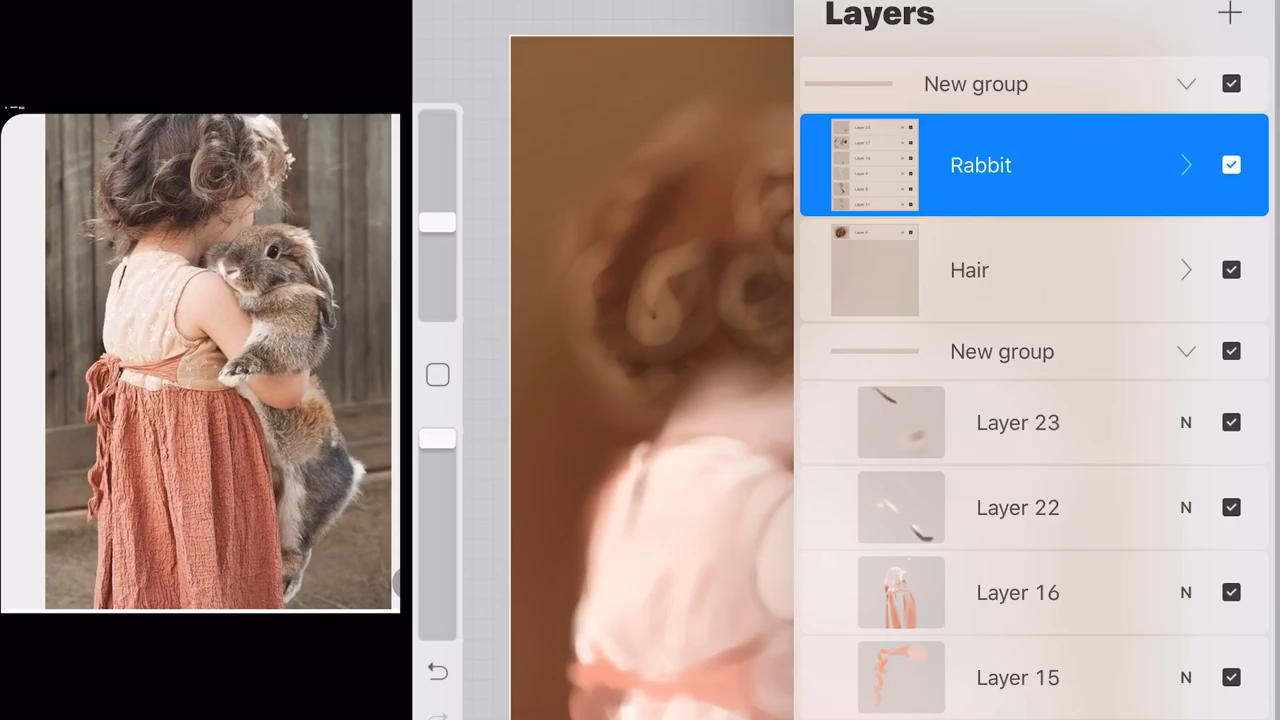 Layers
New group
Rabbit
Hair
New group
Layer 23
N
Layer 22
N
Layer 16
N
Layer 15
N